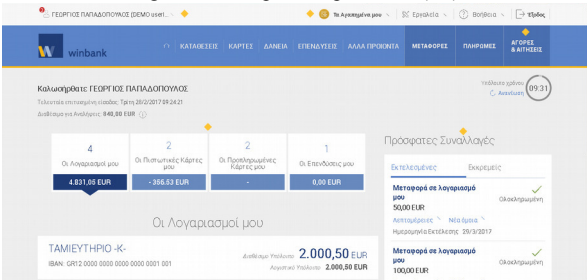 ΓΕΩΡΓΙΟΣ ΠΑΠΑΔΟΠΟΥΛΟΣ (DEMO useri...
Τα Αγαπημένα μου
Εργαλεία
Βοήθεια
Έξοδος
winbank
ΚΑΤΑΘΕΣΕΙΣ ΚΑΡΤΕΣ ΔΑΝΕΙΑ ΕΠΕΝΔΥΣΕΙΣ ΑΛΛΑ ΠΡΟΙΟΝΤΑ ΜΕΤΑΦΟΡΕΣ ΠΛΗΡΩΜΕΣ ΑΓΟΡΕΣ
& ΑΙΤΗΣΕΙΣ
Καλωσήρθατε ΓΕΩΡΓΙΟΣ ΠΑΠΑΔΟΠΟΥΛΟΣ
Τελευταία επιτυχημένη είσοδος: Τρίτη 28/2/2017 09:24:21
Διαθέσιμο για Αναλήψεις: 840,00 EUR
Υπόλοιπο χρόνου
Ανανέωση
09:31
4
Οι Λογαριασμοί μου
4.831,05 EUR
2
Οι Πιστωτικές Κάρτες
μου
- 356,53 EUR
2
Οι Προπληρωμένες
Κάρτες μου
-
1
Οι Επενδύσεις μου
0,00 EUR
Πρόσφατες Συναλλαγές
Εκτελεσμένες Εκκρεμείς
Μεταφορά σε λογαριασμό
μου
50,00 EUR
Ολοκληρωμένη
Λεπτομέρειες Νέα όμοια
Ημερομηνία Εκτέλεσης: 29/3/2017
Μεταφορά σε λογαριασμό
μου
100,00 EUR
Ολοκληρωμένη
Οι Λογαριασμοί μου
ΤΑΜΙΕΥΤΗΡΙΟ -Κ-
IBAN: GR12 0000 0000 0000 0000 0001 001
Διαθέσιμο Υπόλοιπο 2.000,50 EUR
Λογιστικό Υπόλοιπο 2.000,50 EUR